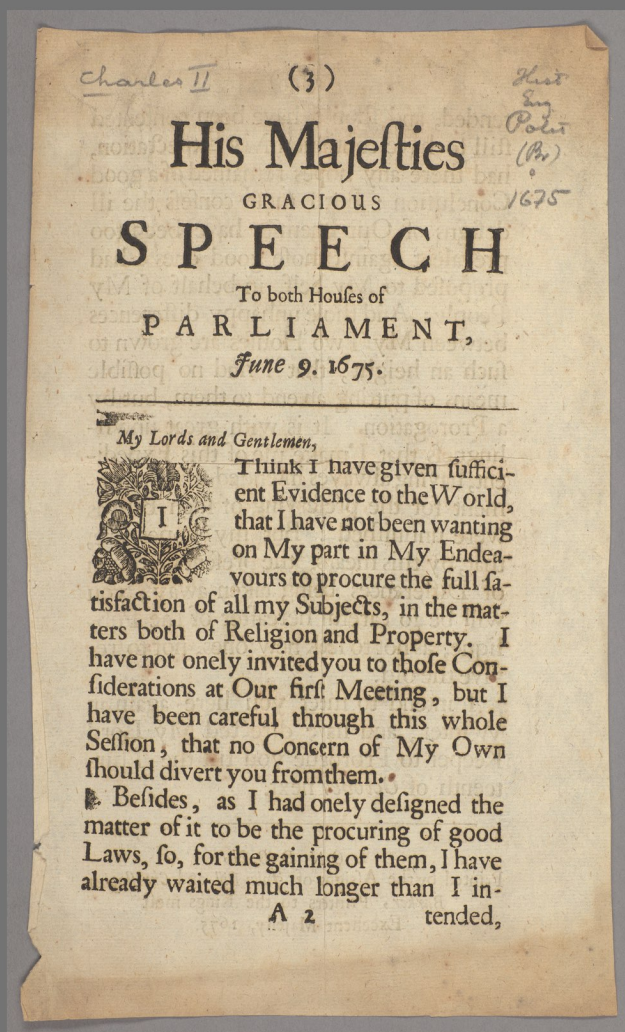 Charles II
(3)
Hist
Eng
Polit
(Br)
1675
His Majeſties
GRACIOUS
SPEECH
To both Houſes of
PARLIAMENT,
June 9. 1675.
My Lords and Gentlemen,
I Think I have given ſuffici-
ent Evidence to the World,
that I have not been wanting
on My part in My Endea-
vours to procure the full ſa-
tisfaction of all my Subjects, in the mat-
ters both of Religion and Property. I
have not onely invited you to thoſe Con-
ſiderations at Our firſt Meeting, but I
have been careful through this whole
Seſſion, that no Concern of My Own
ſhould divert you from them.
Beſides, as I had onely deſigned the
matter of it to be the procuring of good
Laws, ſo, for the gaining of them, I have
already waited much longer than I in-
A 2 tended,